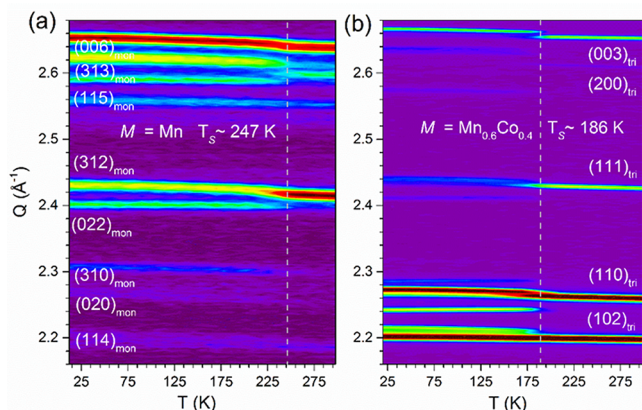 (a)
(b)
Q (Å⁻¹)
2.6
2.5
2.4
2.3
2.2
(006)mon
(313)mon
(115)mon
M = Mn TS~ 247 K
(312)mon
(022)mon
(310)mon
(020)mon
(114)mon
25 75 125 175 225 275
T (K)
(003)tri
(200)tri
M = Mn0.6Co0.4 TS~ 186 K
(111)tri
(110)tri
(102)tri
25 75 125 175 225 275
T (K)